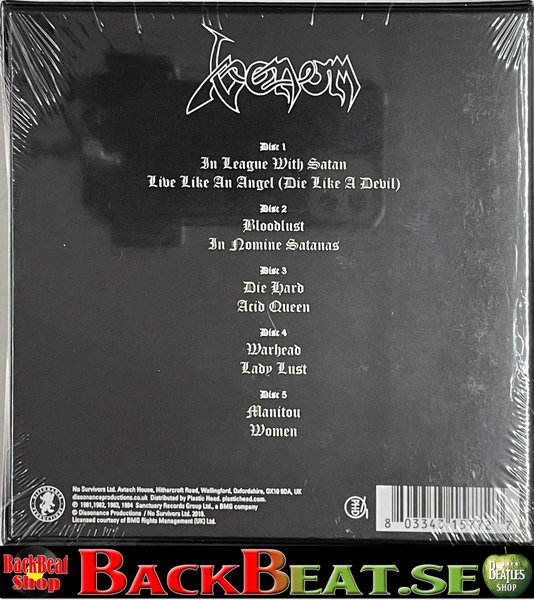 Venom
Disc 1
In League With Satan
Live Like An Angel (Die Like A Devil)
Disc 2
Bloodlust
In Nomine Satanas
Disc 3
Die Hard
Acid Queen
Disc 4
Warhead
Lady Lust
Disc 5
Manitou
Women
No Survivors Ltd. Avtech House, Hithercroft Road, Wallingford, Oxfordshire, OX10 9DA, UK
dissonanceproductions.co.uk Distributed by Plastic Head. plastichead.com
℗ 1981,1982, 1983, 1984 Sanctuary Records Group Ltd., a BMG company
© Dissonance Productions / No Survivors Ltd. 2018.
Licensed courtesy of BMG Rights Management (UK) Ltd.
BackBeat
Shop
BackBeat.se
Beatles
Shop